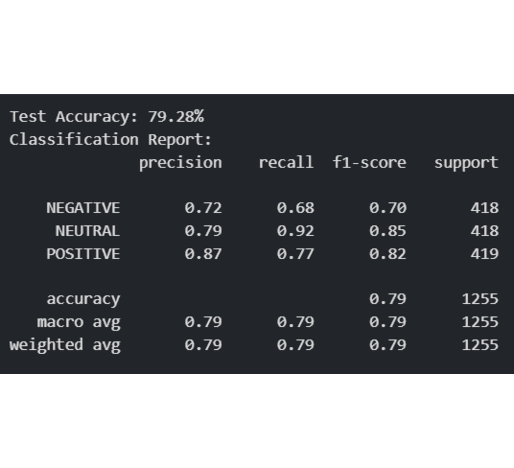 Test Accuracy: 79.28%
Classification Report:
precision recall f1-score support
NEGATIVE 0.72 0.68 0.70 418
NEUTRAL 0.79 0.92 0.85 418
POSITIVE 0.87 0.77 0.82 419
accuracy 0.79 1255
macro avg 0.79 0.79 0.79 1255
weighted avg 0.79 0.79 0.79 1255